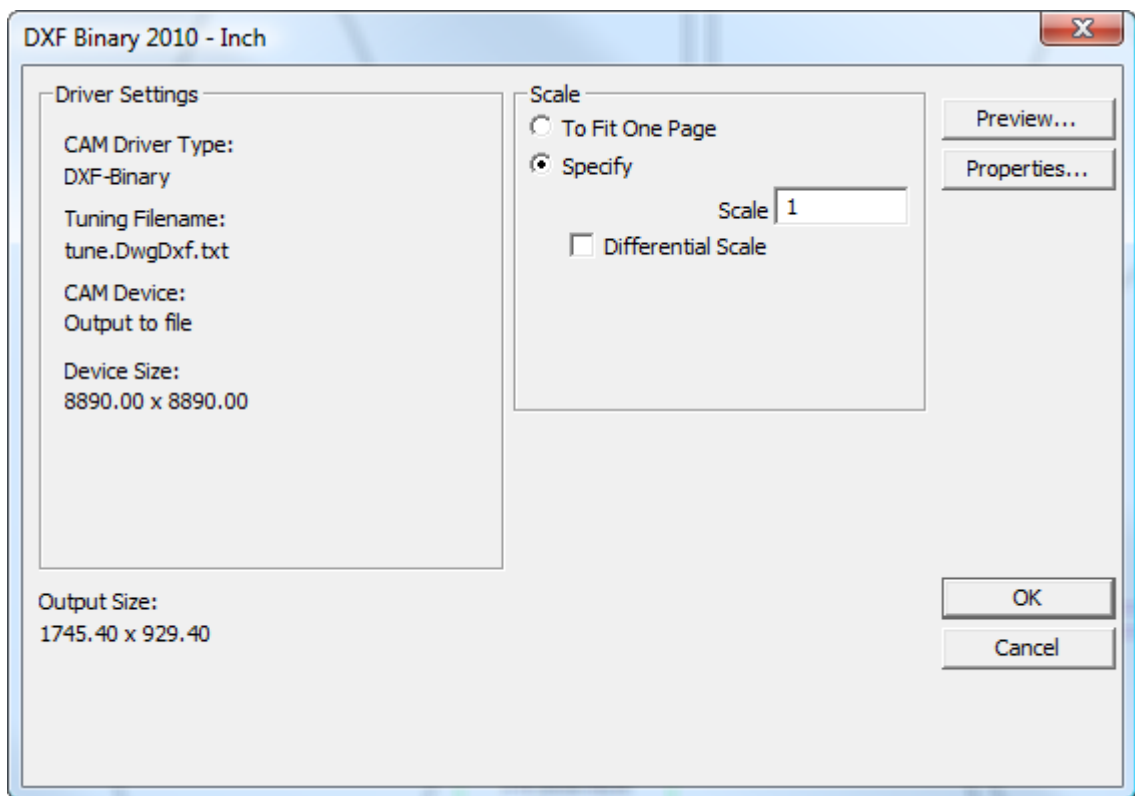 DXF Binary 2010 - Inch
Driver Settings
CAM Driver Type:
DXF-Binary
Tuning Filename:
tune.DwgDxf.txt
CAM Device:
Output to file
Device Size:
8890.00 x 8890.00
Scale
To Fit One Page
Specify
Scale 1
Differential Scale
Preview...
Properties...
Output Size:
1745.40 x 929.40
OK
Cancel